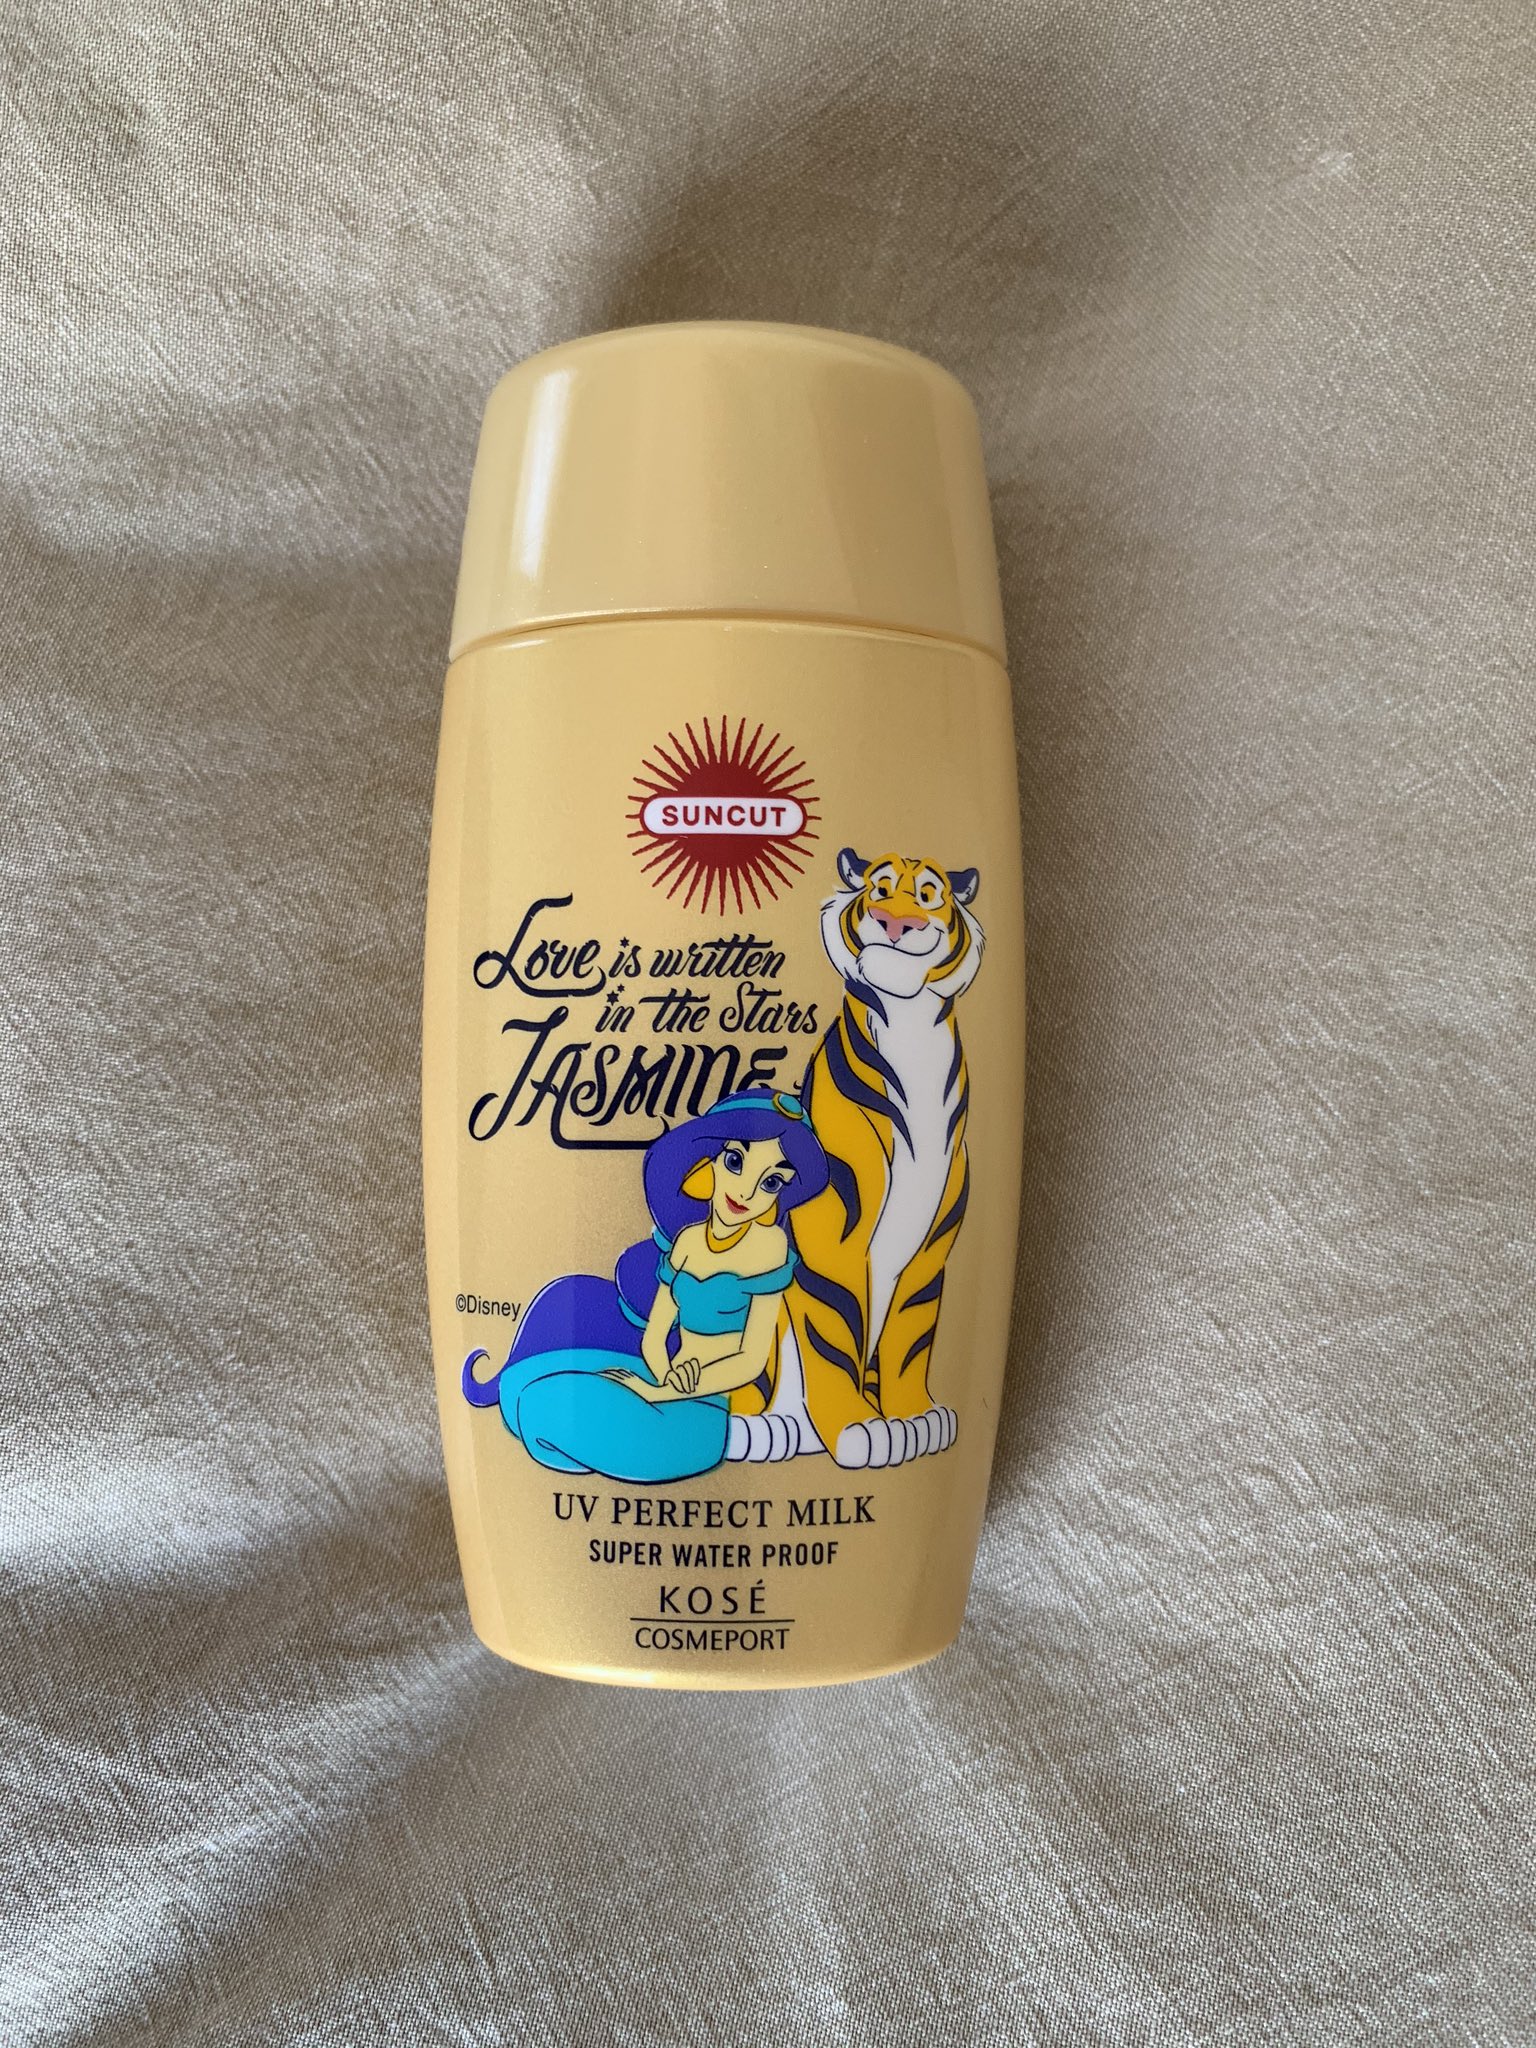 SUNCUT
Love is written
in the Stars
JASMINE
©Disney
UV PERFECT MILK
SUPER WATER PROOF
KOSÉ
COSMEPORT